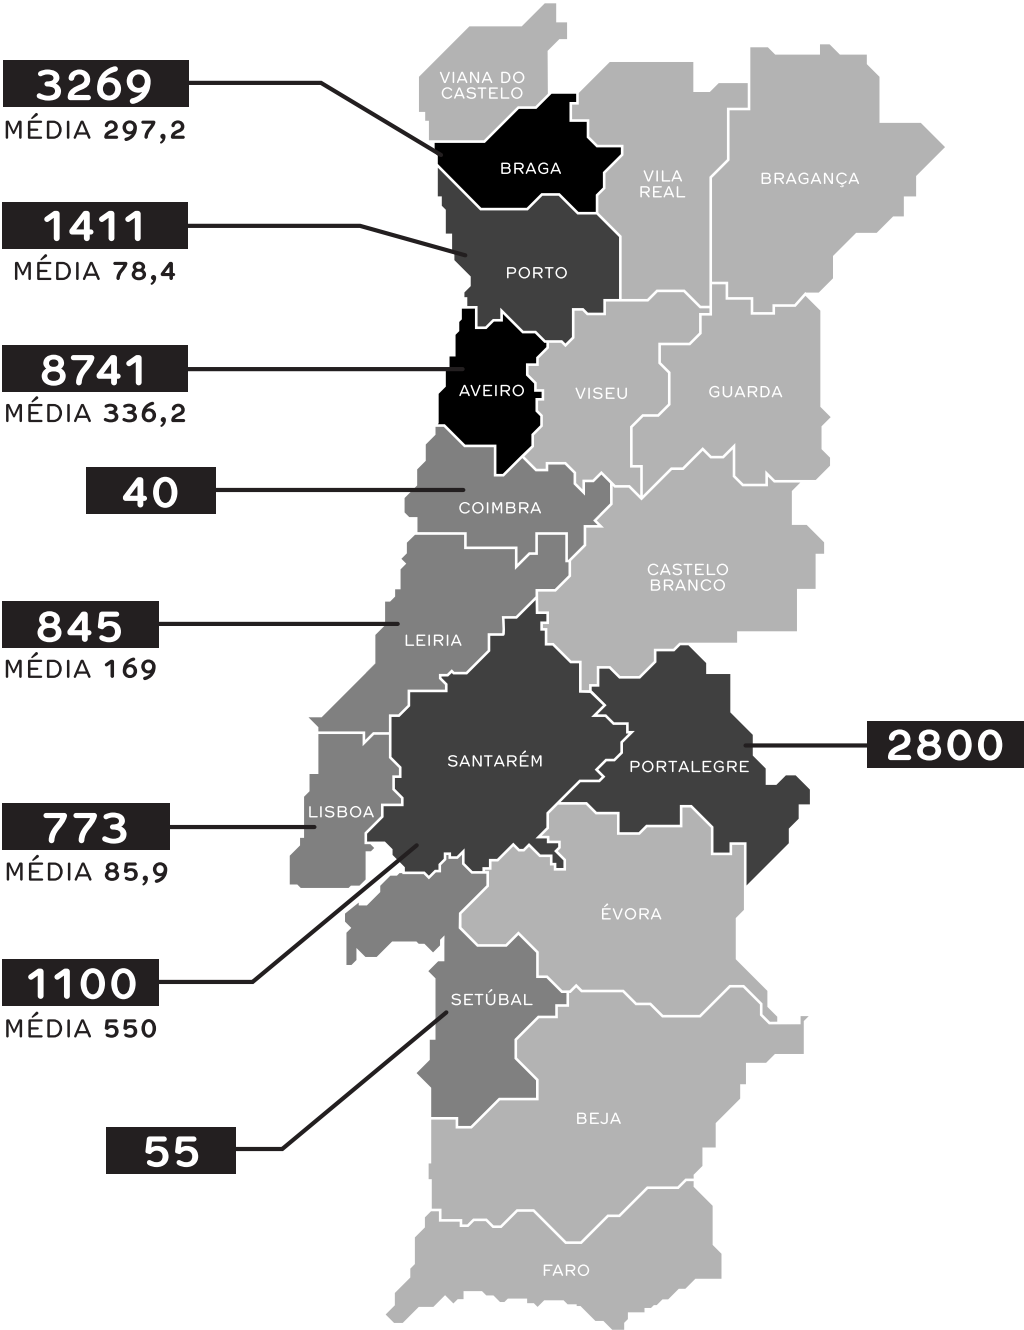 VIANA DO
CASTELO
3269
MÉDIA 297,2
BRAGA
VILA
REAL
BRAGANÇA
1411
MÉDIA 78,4
PORTO
8741
MÉDIA 336,2
AVEIRO
VISEU
GUARDA
40
COIMBRA
CASTELO
BRANCO
845
MÉDIA 169
LEIRIA
2800
SANTARÉM
PORTALEGRE
773
MÉDIA 85,9
LISBOA
ÉVORA
1100
MÉDIA 550
SETÚBAL
55
BEJA
FARO